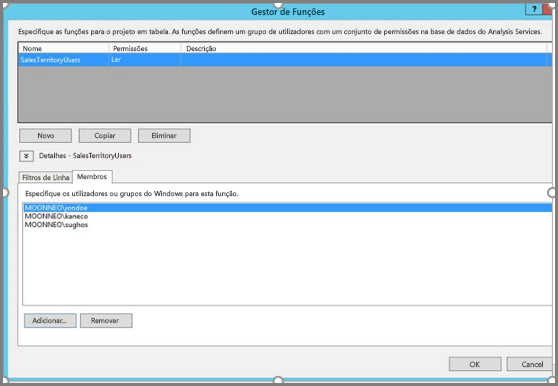 Gestor de Funções
?
Especifique as funções para o projeto em tabela. As funções definem um grupo de utilizadores com um conjunto de permissões na base de dados do Analysis Services.
Nome Permissões Descrição
SalesTerritoryUsers Ler
Novo Copiar Eliminar
Detalhes - SalesTerritoryUsers
Filtros de Linha Membros
Especifique os utilizadores ou grupos do Windows para esta função.
MOONNEO\jondoe
MOONNEO\kaneco
MOONNEO\sughos
Adicionar... Remover
OK Cancel